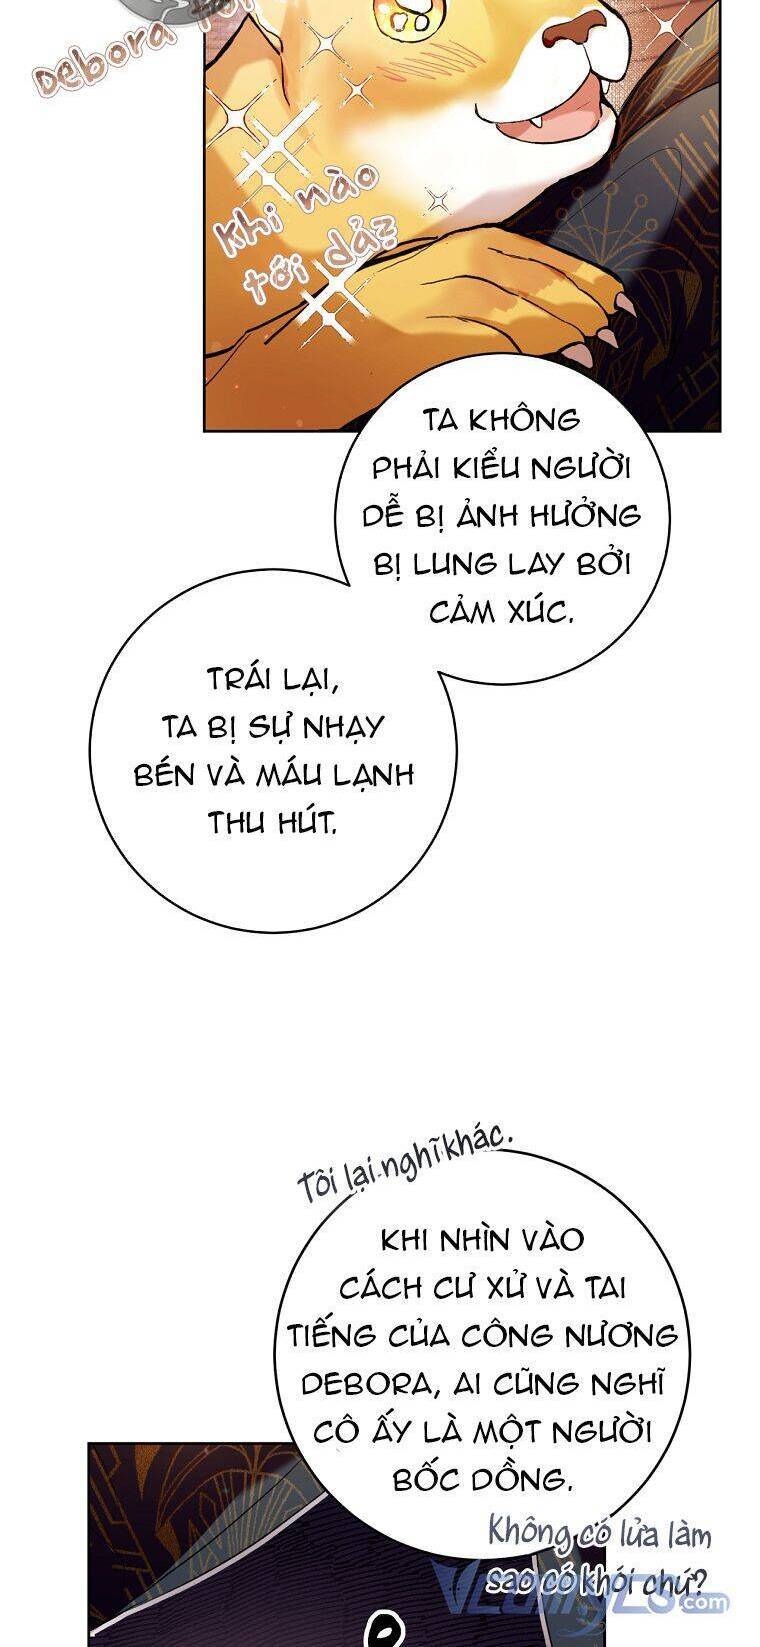 Debora
khi nào
tới dảz
TA KHÔNG
PHẢI KIỂU NGƯỜI
DỄ BỊ ẢNH HƯỞNG
BỊ LUNG LAY BỞI
CẢM XÚC.
TRÁI LẠI,
TA BỊ SỰ NHẠY
BÉN VÀ MÁU LẠNH
THU HÚT.
Tôi lại nghĩ khác.
KHI NHÌN VÀO
CÁCH CƯ XỬ VÀ TAI
TIẾNG CỦA CÔNG NƯƠNG
DEBORA, AI CŨNG NGHĨ
CÔ ẤY LÀ MỘT NGƯỜI
BỐC ĐỒNG.
Không có lửa làm
sao có khói chứ?